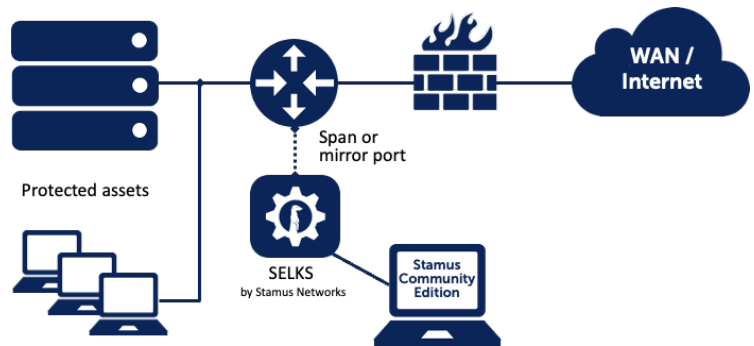 WAN /
Internet
Span or
mirror port
Protected assets
SELKS
by Stamus Networks
Stamus
Community
Edition